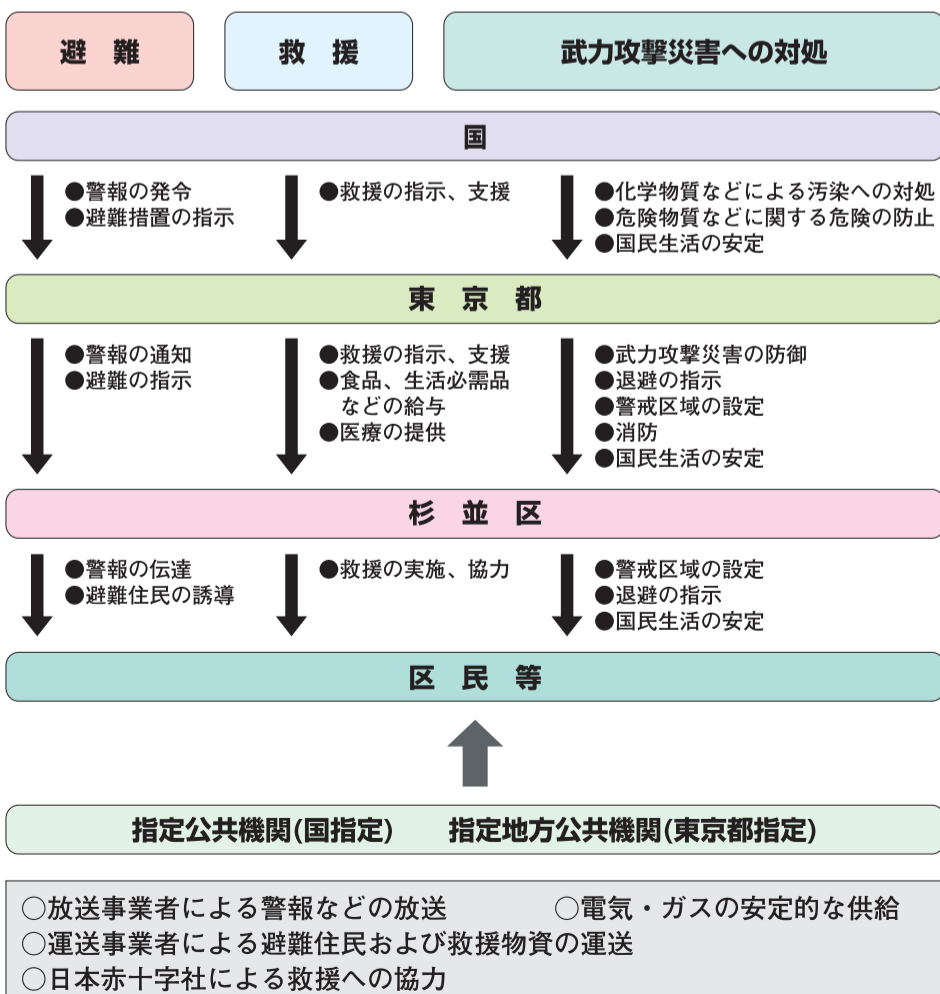 避 難
救 援
武力攻撃災害への対処
国
●警報の発令
●避難措置の指示
●救援の指示、支援
●化学物質などによる汚染への対処
●危険物質などに関する危険の防止
●国民生活の安定
東 京 都
●警報の通知
●避難の指示
●救援の指示、支援
●食品、生活必需品
などの給与
●医療の提供
●武力攻撃災害の防御
●退避の指示
●警戒区域の設定
●消防
●国民生活の安定
杉 並 区
●警報の伝達
●避難住民の誘導
●救援の実施、協力
●警戒区域の設定
●退避の指示
●国民生活の安定
区 民 等
指定公共機関(国指定) 指定地方公共機関(東京都指定)
○放送事業者による警報などの放送 ○電気・ガスの安定的な供給
○運送事業者による避難住民および救援物資の運送
○日本赤十字社による救援への協力